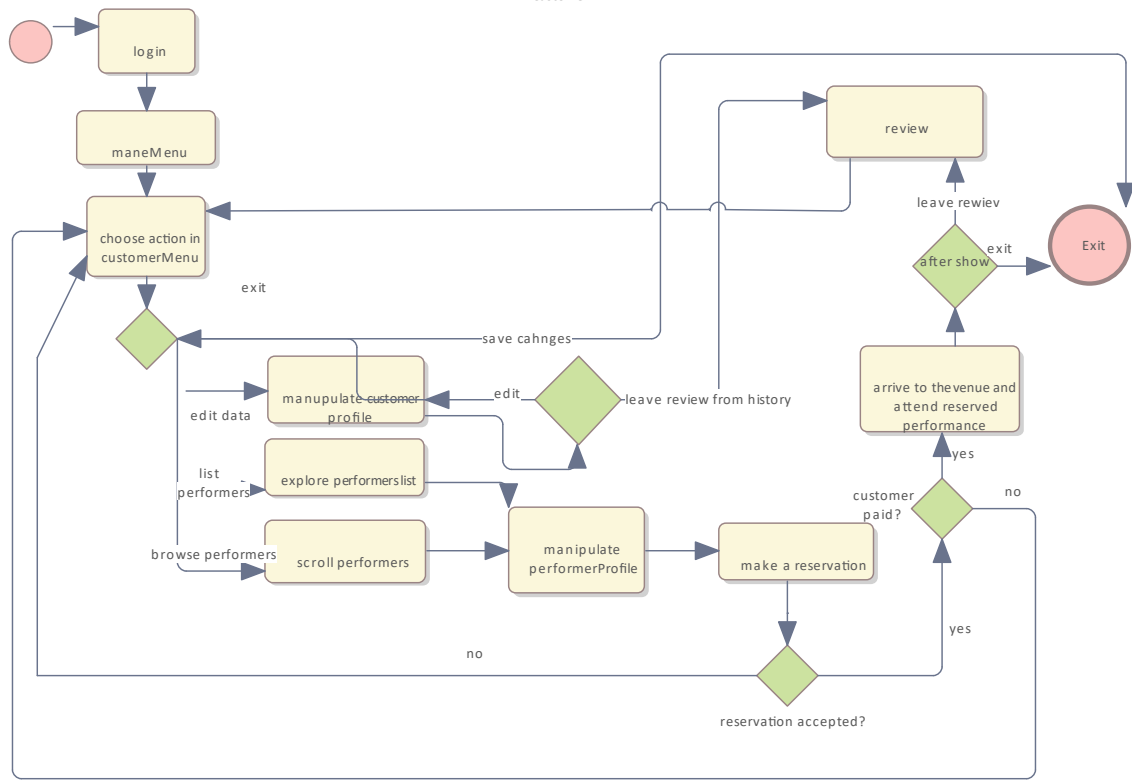 login
maneMenu
review
leave rewiev
choose action in
customerMenu
after show
exit
Exit
exit
save cahnges
manupulate customer
profile
edit
leave review from history
arrive to thevenue and
attend reserved
performance
edit data
yes
list
performers
explore performerslist
customer
paid?
no
browse performers
scroll performers
manipulate
performerProfile
make a reservation
yes
no
reservation accepted?